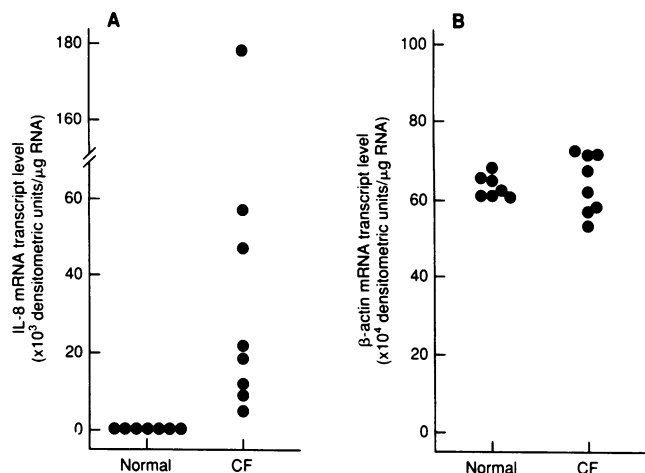 A
IL-8 mRNA transcript level
(x10³ densitometric units/μg RNA)
180
160
60
40
20
0
Normal CF
B
β-actin mRNA transcript level
(x10⁴ densitometric units/μg RNA)
100
80
60
40
60
0
Normal CF